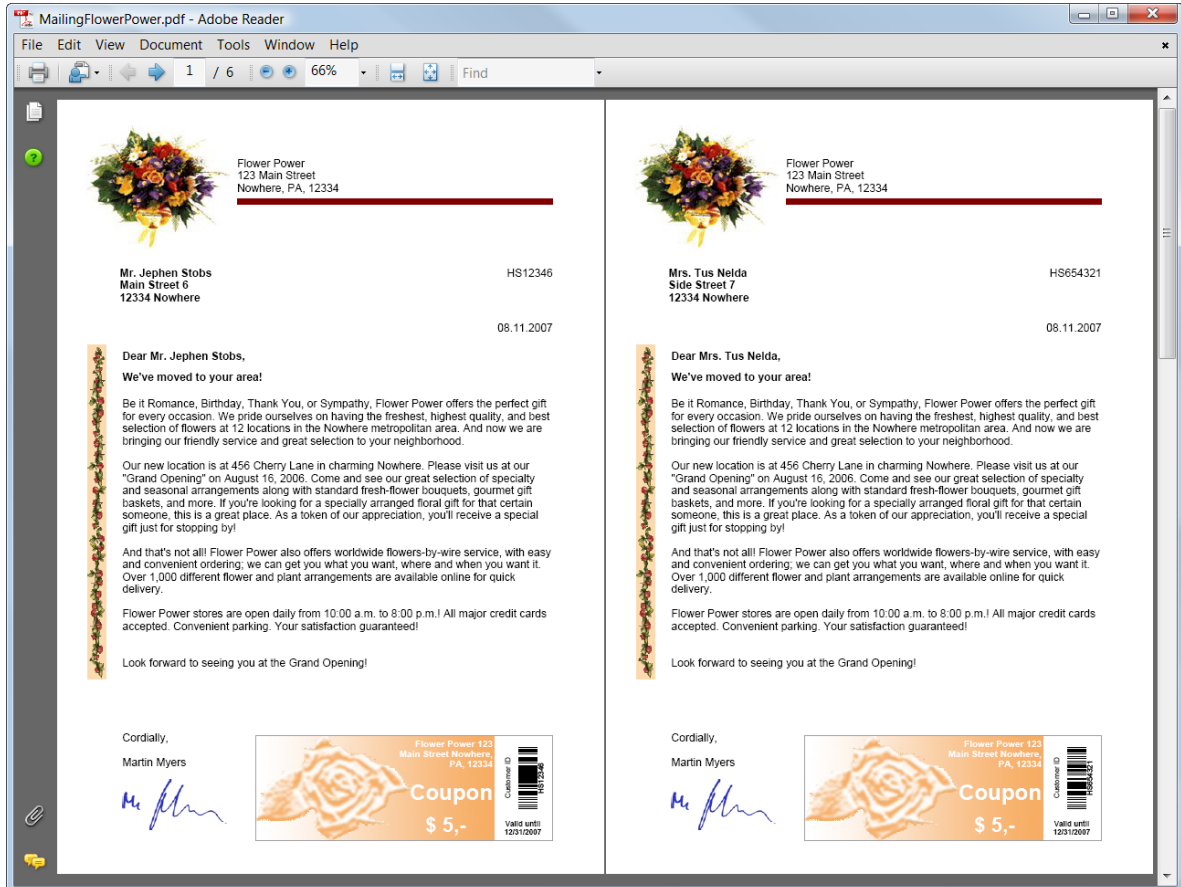 MailingFlowerPower.pdf - Adobe Reader
File Edit View Document Tools Window Help
1 / 6 66% Find
Flower Power
123 Main Street
Nowhere, PA, 12334
Mr. Jephen Stobs
Main Street 6
12334 Nowhere
HS12346
08.11.2007
Dear Mr. Jephen Stobs,
We've moved to your area!
Be it Romance, Birthday, Thank You, or Sympathy, Flower Power offers the perfect gift
for every occasion. We pride ourselves on having the freshest, highest quality, and best
selection of flowers at 12 locations in the Nowhere metropolitan area. And now we are
bringing our friendly service and great selection to your neighborhood.
Our new location is at 456 Cherry Lane in charming Nowhere. Please visit us at our
"Grand Opening" on August 16, 2006. Come and see our great selection of specialty
and seasonal arrangements along with standard fresh-flower bouquets, gourmet gift
baskets, and more. If you're looking for a specially arranged floral gift for that certain
someone, this is a great place. As a token of our appreciation, you'll receive a special
gift just for stopping by!
And that's not all! Flower Power also offers worldwide flowers-by-wire service, with easy
and convenient ordering; we can get you what you want, where and when you want it.
Over 1,000 different flower and plant arrangements are available online for quick
delivery.
Flower Power stores are open daily from 10:00 a.m. to 8:00 p.m.! All major credit cards
accepted. Convenient parking. Your satisfaction guaranteed!
Look forward to seeing you at the Grand Opening!
Cordially,
Martin Myers
Flower Power 123
Main Street Nowhere,
PA, 12334
Coupon
$ 5,-
Customer ID
HS12346
Valid until
12/31/2007
Flower Power
123 Main Street
Nowhere, PA, 12334
Mrs. Tus Nelda
Side Street 7
12334 Nowhere
HS654321
08.11.2007
Dear Mrs. Tus Nelda,
We've moved to your area!
Be it Romance, Birthday, Thank You, or Sympathy, Flower Power offers the perfect gift
for every occasion. We pride ourselves on having the freshest, highest quality, and best
selection of flowers at 12 locations in the Nowhere metropolitan area. And now we are
bringing our friendly service and great selection to your neighborhood.
Our new location is at 456 Cherry Lane in charming Nowhere. Please visit us at our
"Grand Opening" on August 16, 2006. Come and see our great selection of specialty
and seasonal arrangements along with standard fresh-flower bouquets, gourmet gift
baskets, and more. If you're looking for a specially arranged floral gift for that certain
someone, this is a great place. As a token of our appreciation, you'll receive a special
gift just for stopping by!
And that's not all! Flower Power also offers worldwide flowers-by-wire service, with easy
and convenient ordering; we can get you what you want, where and when you want it.
Over 1,000 different flower and plant arrangements are available online for quick
delivery.
Flower Power stores are open daily from 10:00 a.m. to 8:00 p.m.! All major credit cards
accepted. Convenient parking. Your satisfaction guaranteed!
Look forward to seeing you at the Grand Opening!
Cordially,
Martin Myers
Flower Power 123
Main Street Nowhere,
PA, 12334
Coupon
$ 5,-
Customer ID
HS654321
Valid until
12/31/2007